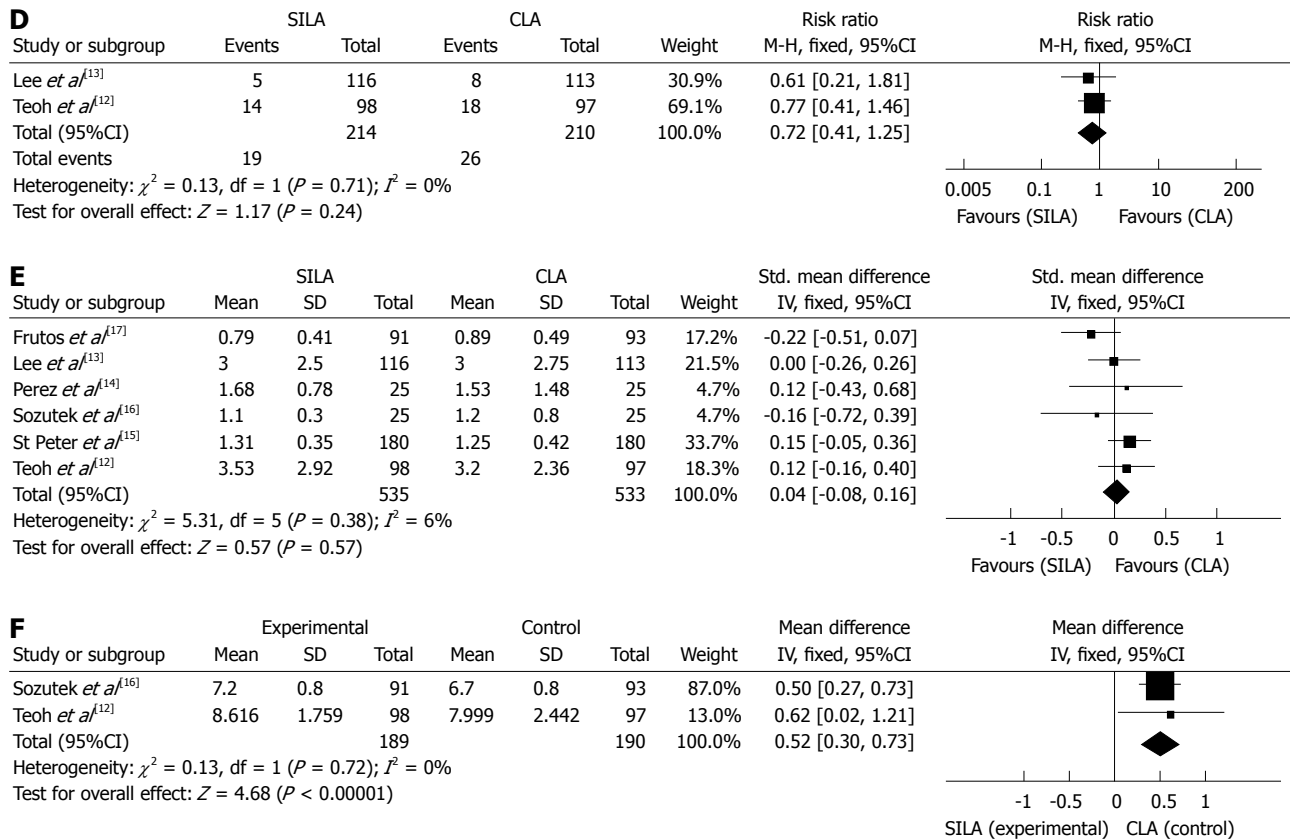 D SILA CLA Risk ratio Risk ratio
Study or subgroup Events Total Events Total Weight M-H, fixed, 95%CI M-H, fixed, 95%CI
Lee et al[13] 5 116 8 113 30.9% 0.61 [0.21, 1.81]
Teoh et al[12] 14 98 18 97 69.1% 0.77 [0.41, 1.46]
Total (95%CI) 214 210 100.0% 0.72 [0.41, 1.25]
Total events 19 26
Heterogeneity: χ2 = 0.13, df = 1 (P = 0.71); I2 = 0%
Test for overall effect: Z = 1.17 (P = 0.24)
0.005 0.1 1 10 200
Favours (SILA) Favours (CLA)
E SILA CLA Std. mean difference Std. mean difference
Study or subgroup Mean SD Total Mean SD Total Weight IV, fixed, 95%CI IV, fixed, 95%CI
Frutos et al[17] 0.79 0.41 91 0.89 0.49 93 17.2% -0.22 [-0.51, 0.07]
Lee et al[13] 3 2.5 116 3 2.75 113 21.5% 0.00 [-0.26, 0.26]
Perez et al[14] 1.68 0.78 25 1.53 1.48 25 4.7% 0.12 [-0.43, 0.68]
Sozutek et al[16] 1.1 0.3 25 1.2 0.8 25 4.7% -0.16 [-0.72, 0.39]
St Peter et al[15] 1.31 0.35 180 1.25 0.42 180 33.7% 0.15 [-0.05, 0.36]
Teoh et al[12] 3.53 2.92 98 3.2 2.36 97 18.3% 0.12 [-0.16, 0.40]
Total (95%CI) 535 533 100.0% 0.04 [-0.08, 0.16]
Heterogeneity: χ2 = 5.31, df = 5 (P = 0.38); I2 = 6%
Test for overall effect: Z = 0.57 (P = 0.57)
-1 -0.5 0 0.5 1
Favours (SILA) Favours (CLA)
F Experimental Control Mean difference Mean difference
Study or subgroup Mean SD Total Mean SD Total Weight IV, fixed, 95%CI IV, fixed, 95%CI
Sozutek et al[16] 7.2 0.8 91 6.7 0.8 93 87.0% 0.50 [0.27, 0.73]
Teoh et al[12] 8.616 1.759 98 7.999 2.442 97 13.0% 0.62 [0.02, 1.21]
Total (95%CI) 189 190 100.0% 0.52 [0.30, 0.73]
Heterogeneity: χ2 = 0.13, df = 1 (P = 0.72); I2 = 0%
Test for overall effect: Z = 4.68 (P < 0.00001)
-1 -0.5 0 0.5 1
SILA (experimental) CLA (control)